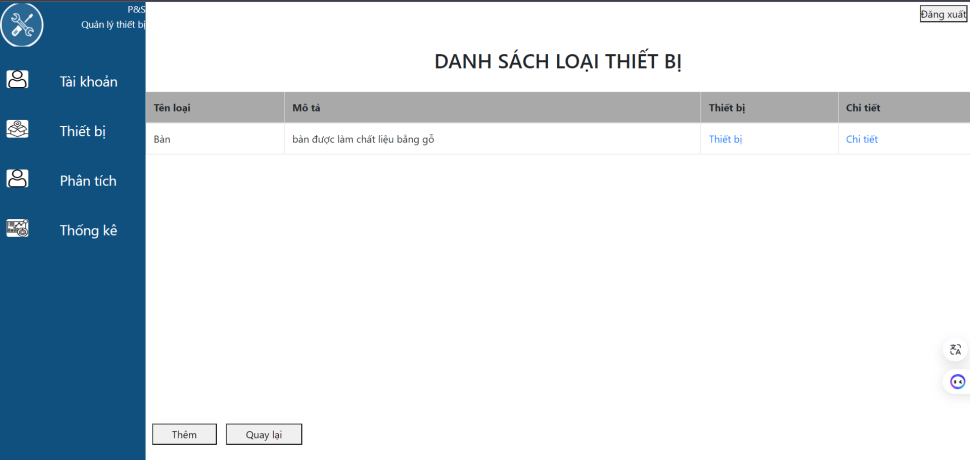 P&S
Quản lý thiết bị
Đăng xuất
Tài khoản
Thiết bị
Phân tích
Thống kê
DANH SÁCH LOẠI THIẾT BỊ
Tên loại Mô tả Thiết bị Chi tiết
Bàn bàn được làm chất liệu bằng gỗ Thiết bị Chi tiết
Thêm Quay lại